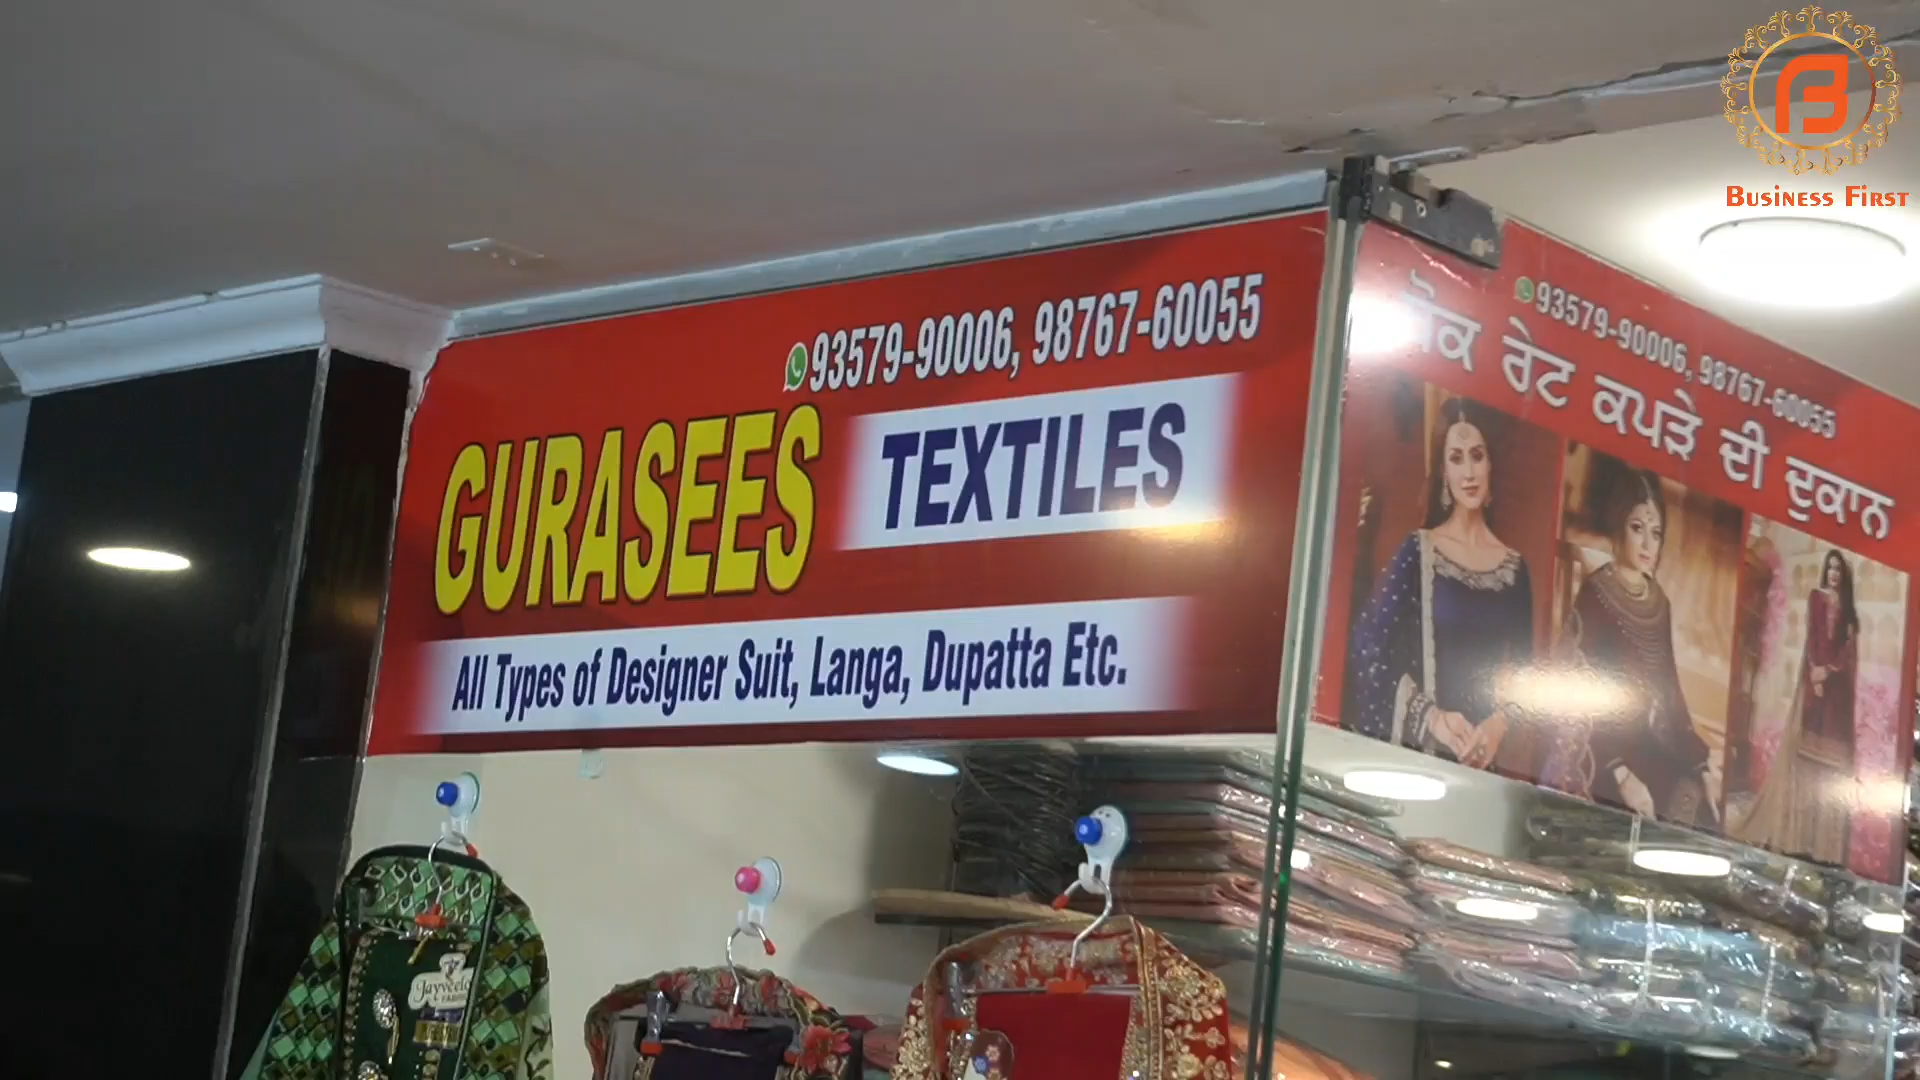 93579-90006, 98767-60055
GURASEES TEXTILES
All Types of Designer Suit, Langa, Dupatta Etc.
93579-90006, 98767-60055
ਰੇਟ ਕਪੜੇ ਦੀ ਦੁਕਾਨ
BUSINESS FIRST